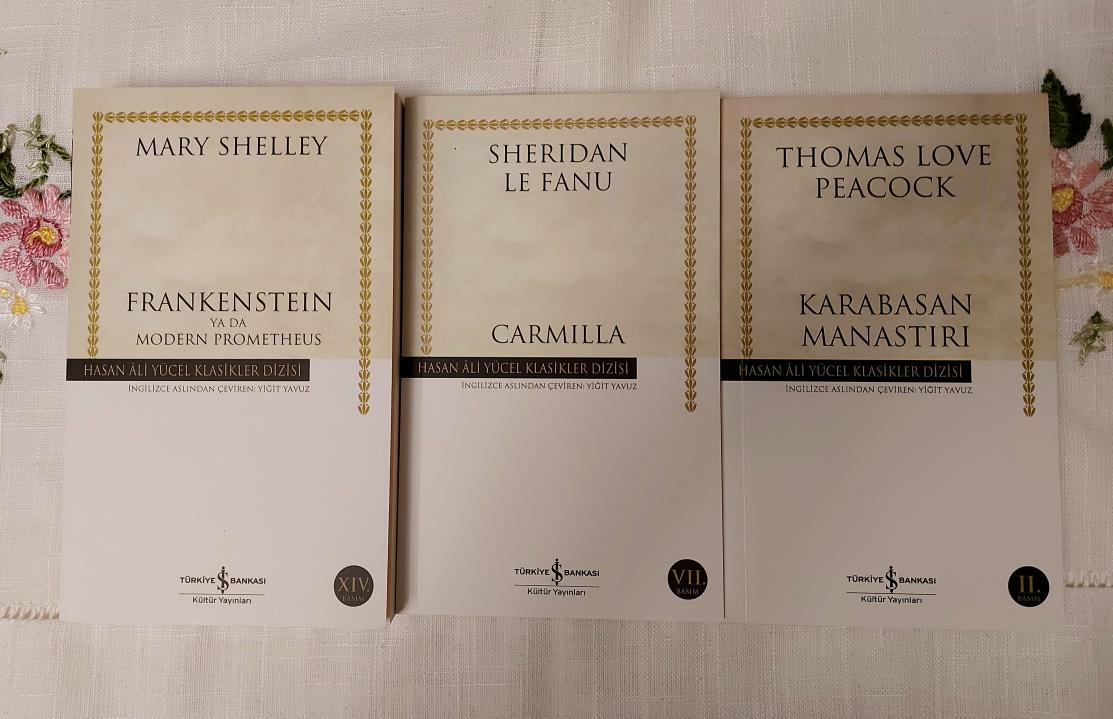 MARY SHELLEY
FRANKENSTEIN
YA DA
MODERN PROMETHEUS
HASAN ÂLİ YÜCEL KLASİKLER DİZİSİ
İNGİLİZCE ASLINDAN ÇEVİREN: YİĞİT YAVUZ
TÜRKİYE İŞ BANKASI
Kültür Yayınları
XIV.
BASIM
SHERIDAN
LE FANU
CARMILLA
HASAN ÂLİ YÜCEL KLASİKLER DİZİSİ
İNGİLİZCE ASLINDAN ÇEVİREN: YİĞİT YAVUZ
TÜRKİYE İŞ BANKASI
Kültür Yayınları
VII.
BASIM
THOMAS LOVE
PEACOCK
KARABASAN
MANASTIRI
HASAN ÂLİ YÜCEL KLASİKLER DİZİSİ
İNGİLİZCE ASLINDAN ÇEVİREN: YİĞİT YAVUZ
TÜRKİYE İŞ BANKASI
Kültür Yayınları
II.
BASIM